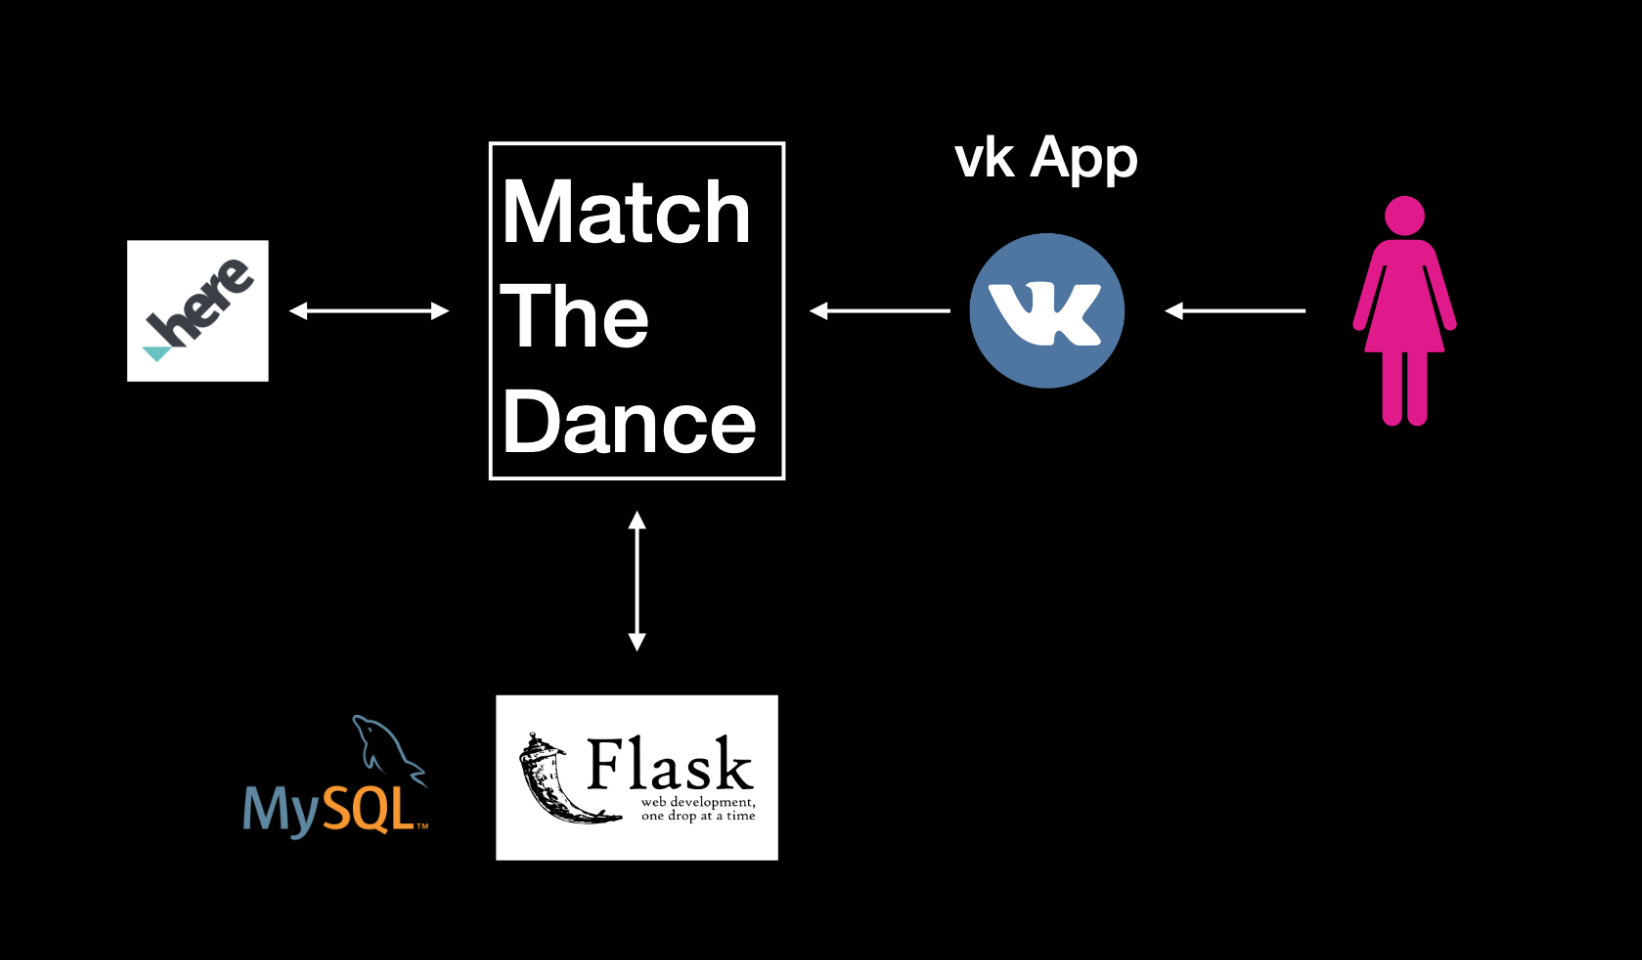 vk App
Match
The
Dance
here
VK
MySQL™
Flask
web development,
one drop at a time